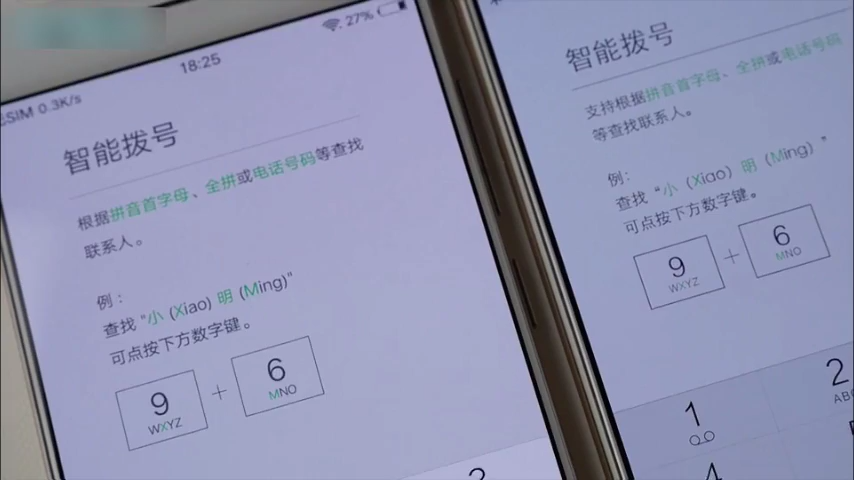 18:25
27%
CSIM 0.3K/s
智能拨号
根据拼音首字母、全拼或电话号码等查找
联系人。
例：
查找“小 (Xiao) 明 (Ming)”
可点按下方数字键。
9 + 6
WXYZ MNO
2
智能拨号
支持根据拼音首字母、全拼或电话号码
等查找联系人。
例：
查找“小 (Xiao) 明 (Ming)”
可点按下方数字键。
9 + 6
WXYZ MNO
1 2
ABC
4